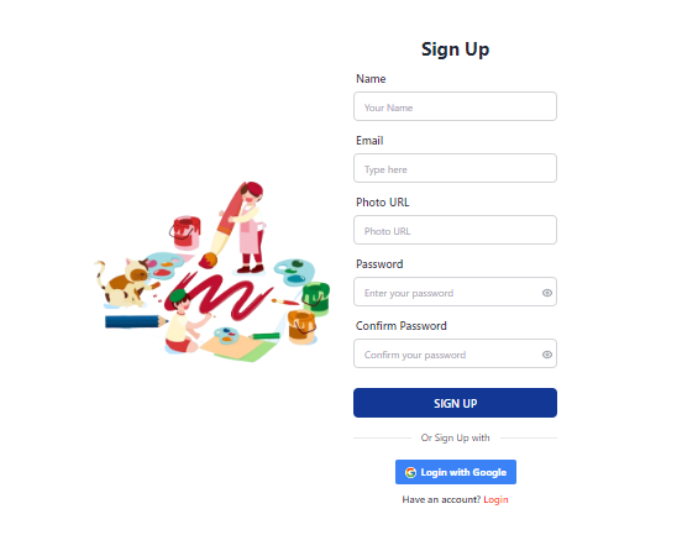 Sign Up
Name
Your Name
Email
Type here
Photo URL
Photo URL
Password
Enter your password
Confirm Password
Confirm your password
SIGN UP
Or Sign Up with
Login with Google
Have an account? Login